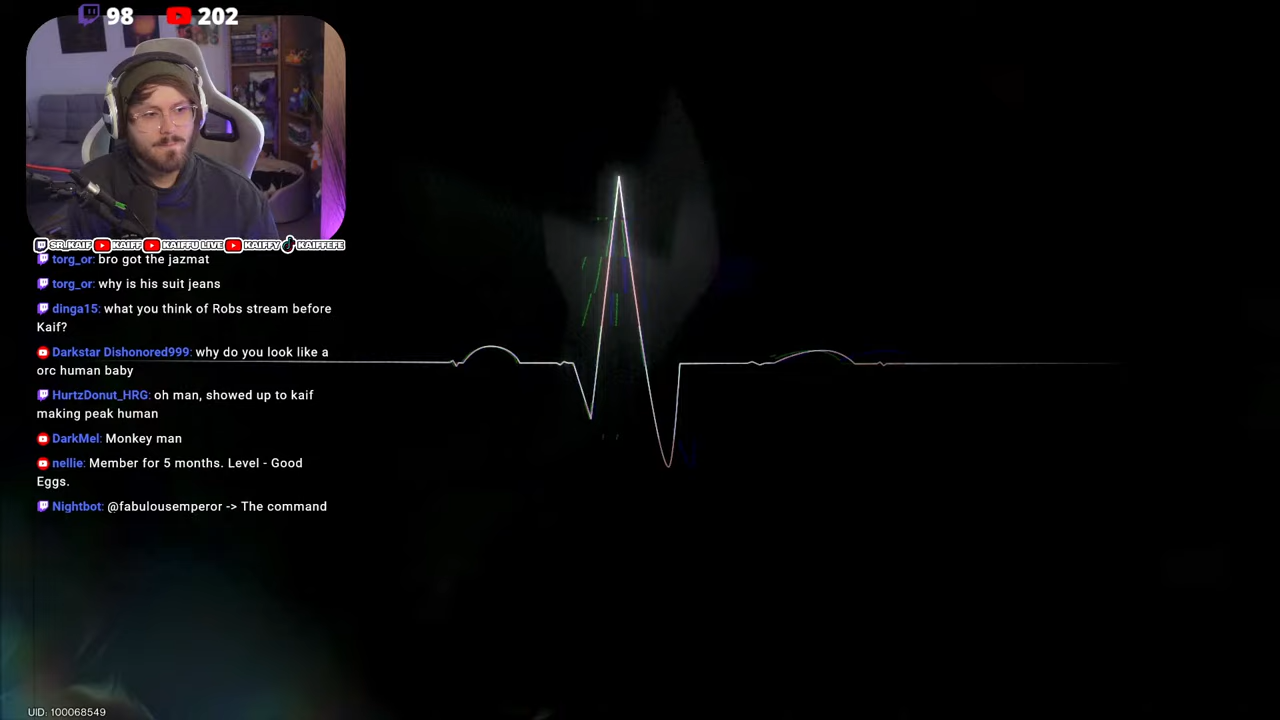 98 202
SR_KAIF KAIFF KAIFFU LIVE KAIFFY KAIFFEFE
torg_or: bro got the jazmat
torg_or: why is his suit jeans
dinga15: what you think of Robs stream before
Kaif?
Darkstar Dishonored999: why do you look like a
orc human baby
HurtzDonut_HRG: oh man, showed up to kaif
making peak human
DarkMel: Monkey man
nellie: Member for 5 months. Level - Good
Eggs.
Nightbot: @fabulousemperor -> The command
UID: 100068549